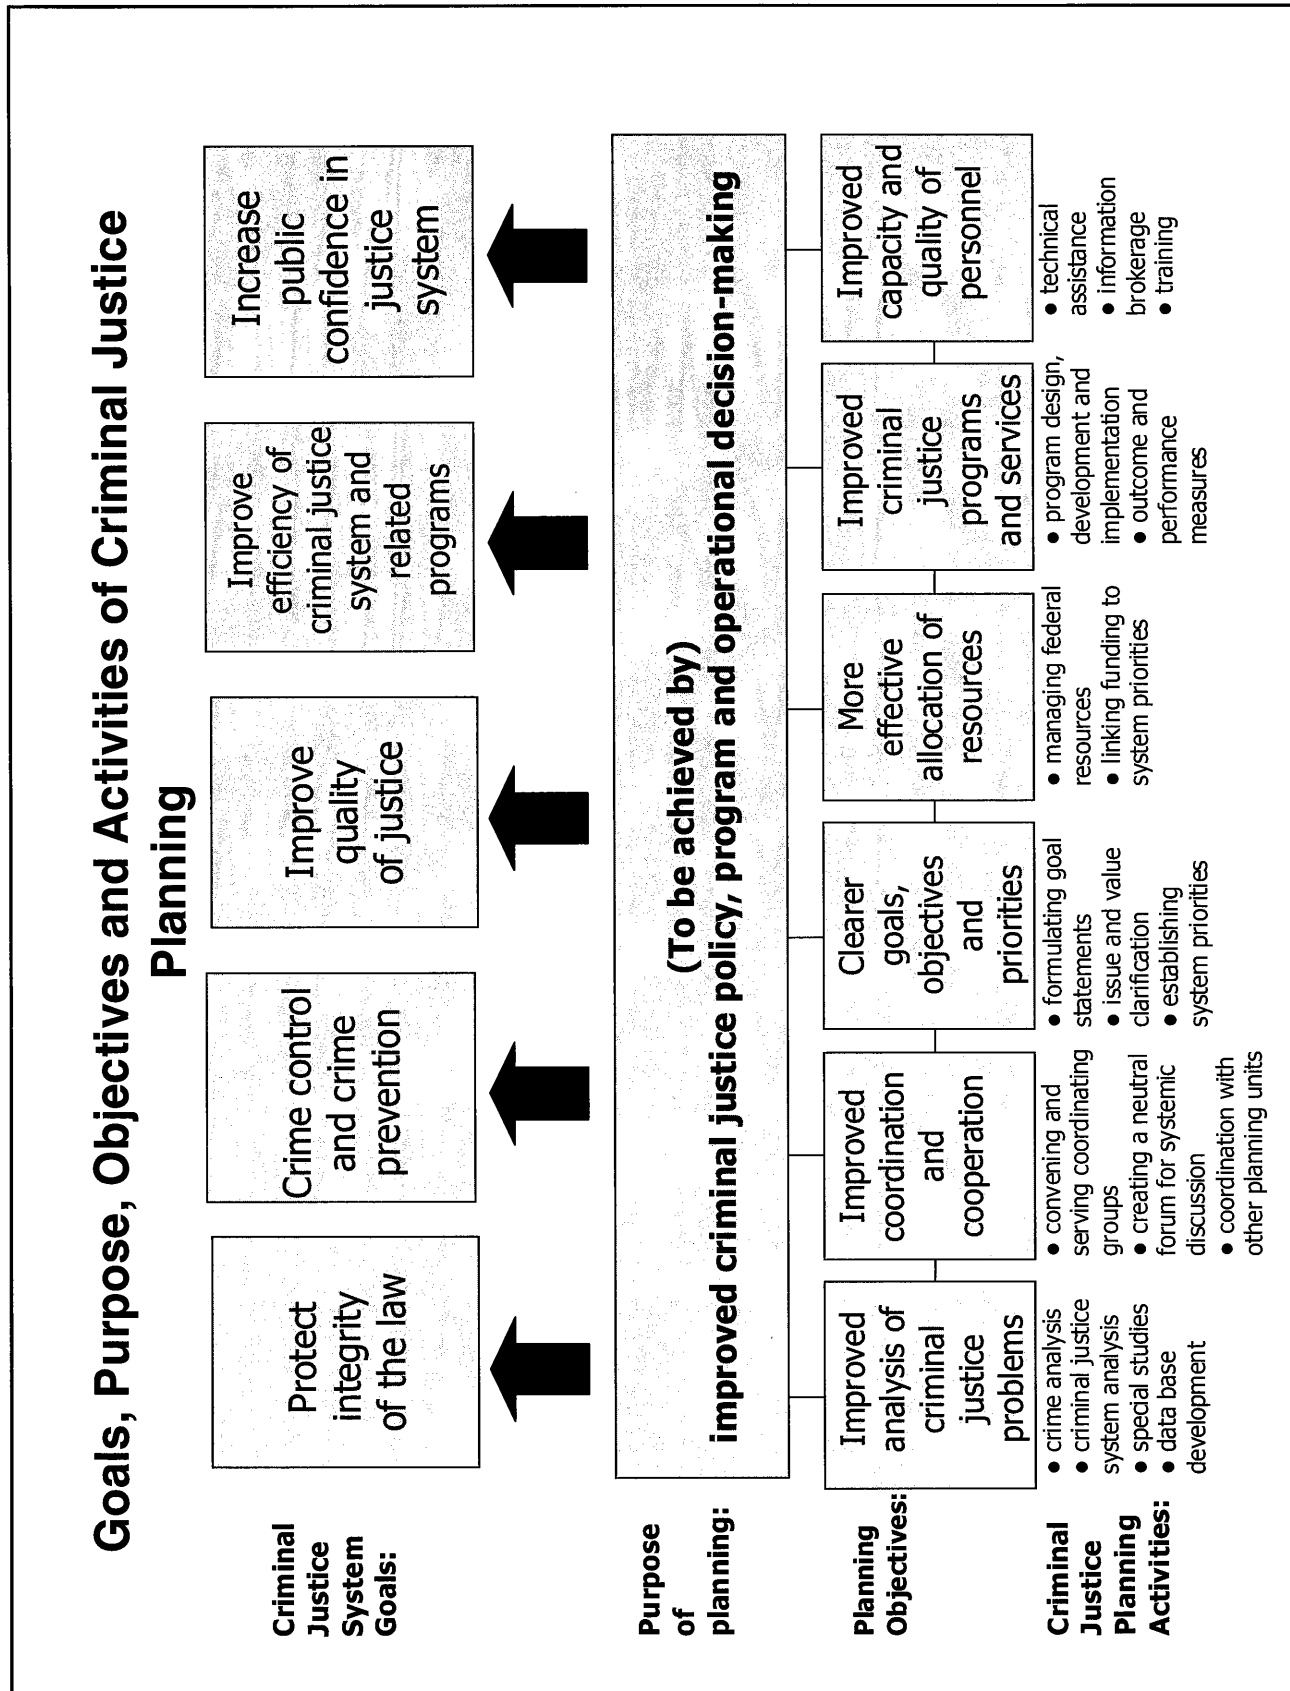 Goals, Purpose, Objectives and Activities of Criminal Justice
Planning
Criminal
Justice
System
Goals:
Protect
integrity
of the law
Crime control
and crime
prevention
Improve
quality
of justice
Improve
efficiency of
criminal justice
system and
related
programs
Increase
public
confidence in
justice
system
Purpose
of
planning:
(To be achieved by)
improved criminal justice policy, program and operational decision-making
Planning
Objectives:
Improved
analysis of
criminal
justice
problems
Improved
coordination
and
cooperation
Clearer
goals,
objectives
and
priorities
More
effective
allocation of
resources
Improved
criminal
justice
programs
and services
Improved
capacity and
quality of
personnel
Criminal
Justice
Planning
Activities:
• crime analysis
• criminal justice
system analysis
• special studies
• data base
development
• convening and
serving coordinating
groups
• creating a neutral
forum for systemic
discussion
• coordination with
other planning units
• formulating goal
statements
• issue and value
clarification
• establishing
system priorities
• managing federal
resources
• linking funding to
system priorities
• program design,
development and
implementation
• outcome and
performance
measures
• technical
assistance
• information
brokerage
• training